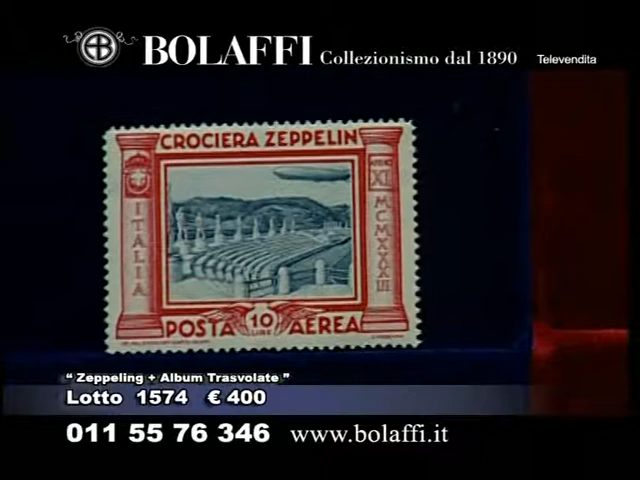 BOLAFFI Collezionismo dal 1890 Televendita
CROCIERA ZEPPELIN
ITALIA
ANNO
XI
MCMXXXIII
POSTA 10 AEREA
LIRE
“ Zeppeling + Album Trasvolate ”
Lotto 1574 € 400
011 55 76 346 www.bolaffi.it